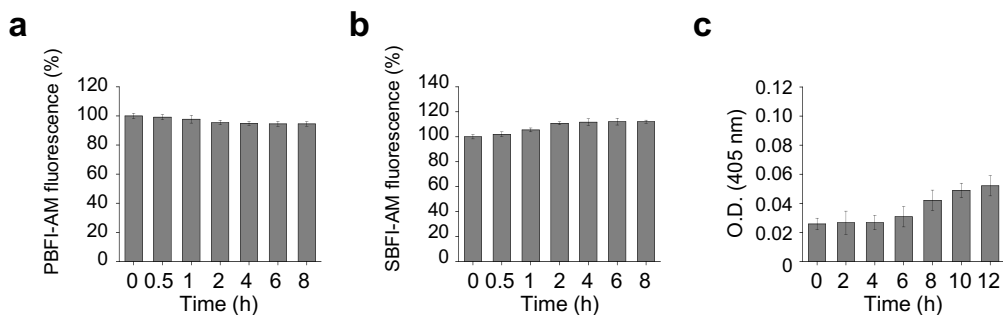 a
PBFI-AM fluorescence (%)
120
100
80
60
40
20
0
0 0.5 1 2 4 6 8
Time (h)
b
SBFI-AM fluorescence (%)
140
120
100
80
60
40
20
0
0 0.5 1 2 4 6 8
Time (h)
c
O.D. (405 nm)
0.12
0.10
0.08
0.06
0.04
0.02
0
0 2 4 6 8 10 12
Time (h)